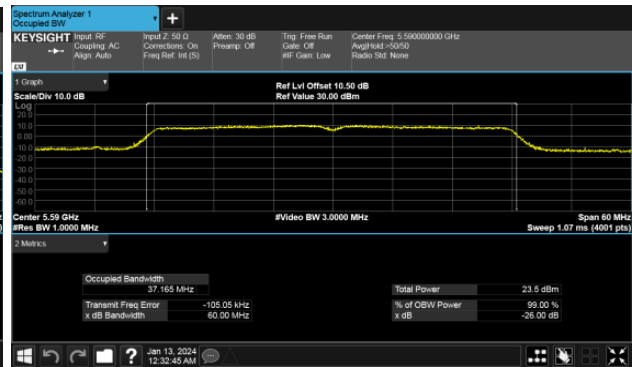 Spectrum Analyzer 1
Occupied BW
+
KEYSIGHT Input: RF Input Z: 50 Ω Atten: 30 dB Trig: Free Run Center Freq: 5.590000000 GHz
Coupling: AC Corrections: On Preamp: Off Gate: Off Avg|Hold:>50/50
Align: Auto Freq Ref: Int (S) #IF Gain: Low Radio Std: None
LXI
1 Graph
Ref Lvl Offset 10.50 dB
Scale/Div 10.0 dB Ref Value 30.00 dBm
Log
20.0
10.0
0.00
-10.0
-20.0
-30.0
-40.0
-50.0
-60.0
Center 5.59 GHz #Video BW 3.0000 MHz Span 60 MHz
#Res BW 1.0000 MHz Sweep 1.07 ms (4001 pts)
2 Metrics
Occupied Bandwidth
37.165 MHz Total Power 23.5 dBm
Transmit Freq Error -105.05 kHz % of OBW Power 99.00 %
x dB Bandwidth 60.00 MHz x dB -26.00 dB
? Jan 13, 2024
12:32:45 AM